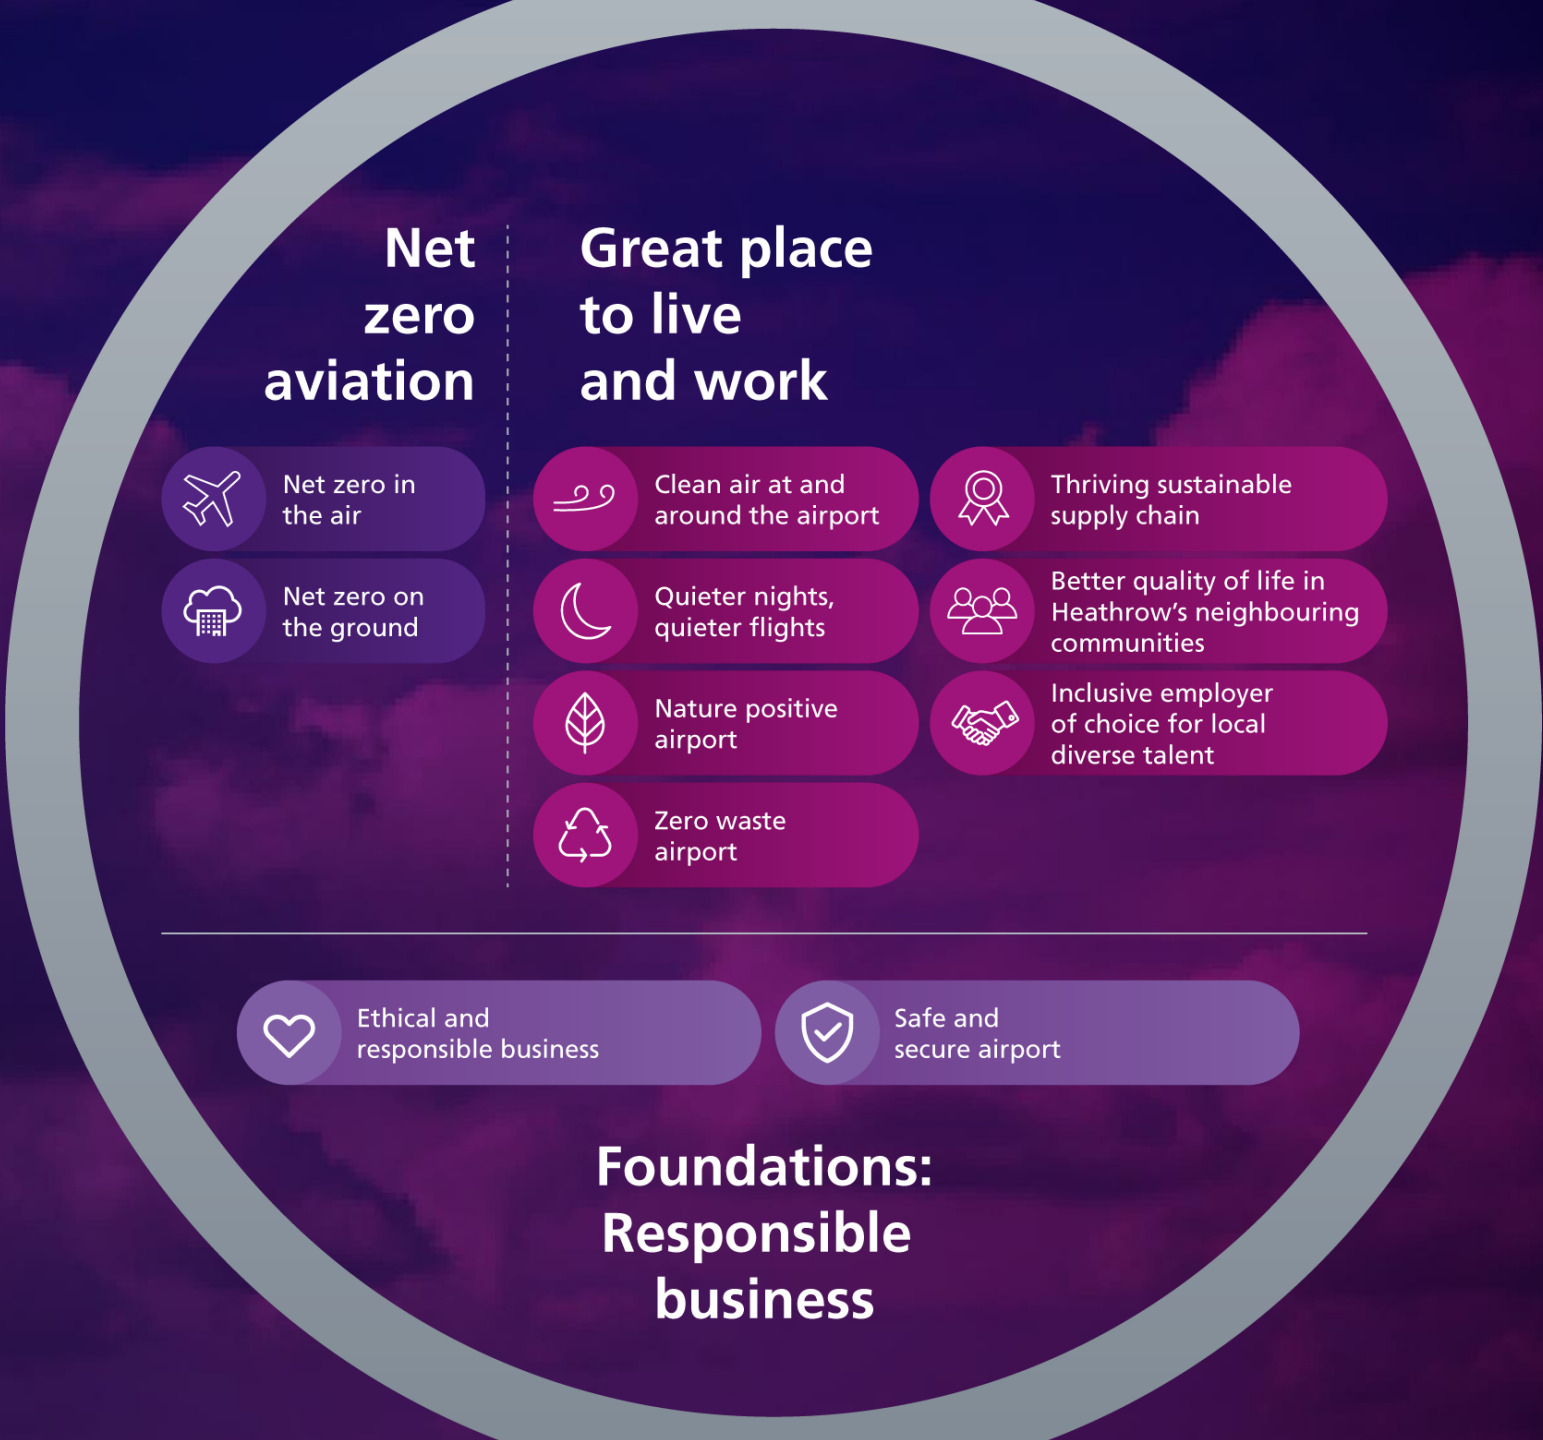 Net
zero
aviation
Net zero in
the air
Net zero on
the ground
Great place
to live
and work
Clean air at and
around the airport
Quieter nights,
quieter flights
Nature positive
airport
Zero waste
airport
Thriving sustainable
supply chain
Better quality of life in
Heathrow’s neighbouring
communities
Inclusive employer
of choice for local
diverse talent
Ethical and
responsible business
Safe and
secure airport
Foundations:
Responsible
business